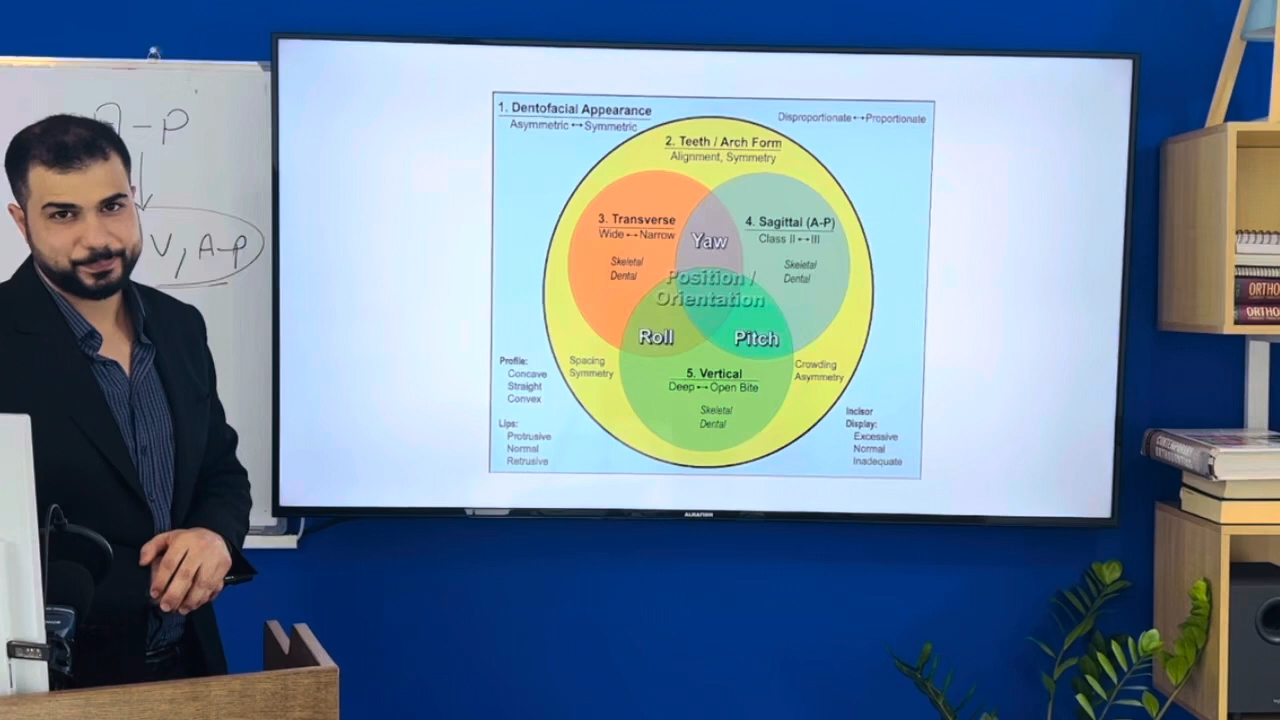 A-P
V, A-P
1. Dentofacial Appearance
Asymmetric ↔ Symmetric
Disproportionate ↔ Proportionate
2. Teeth / Arch Form
Alignment, Symmetry
3. Transverse
Wide ↔ Narrow
Skeletal
Dental
Yaw
4. Sagittal (A-P)
Class II ↔ III
Skeletal
Dental
Position /
Orientation
Roll
Pitch
5. Vertical
Deep ↔ Open Bite
Skeletal
Dental
Spacing
Symmetry
Crowding
Asymmetry
Profile:
Concave
Straight
Convex
Lips:
Protrusive
Normal
Retrusive
Incisor
Display:
Excessive
Normal
Inadequate
ORTHO
ORTHO
CONTEMPORARY